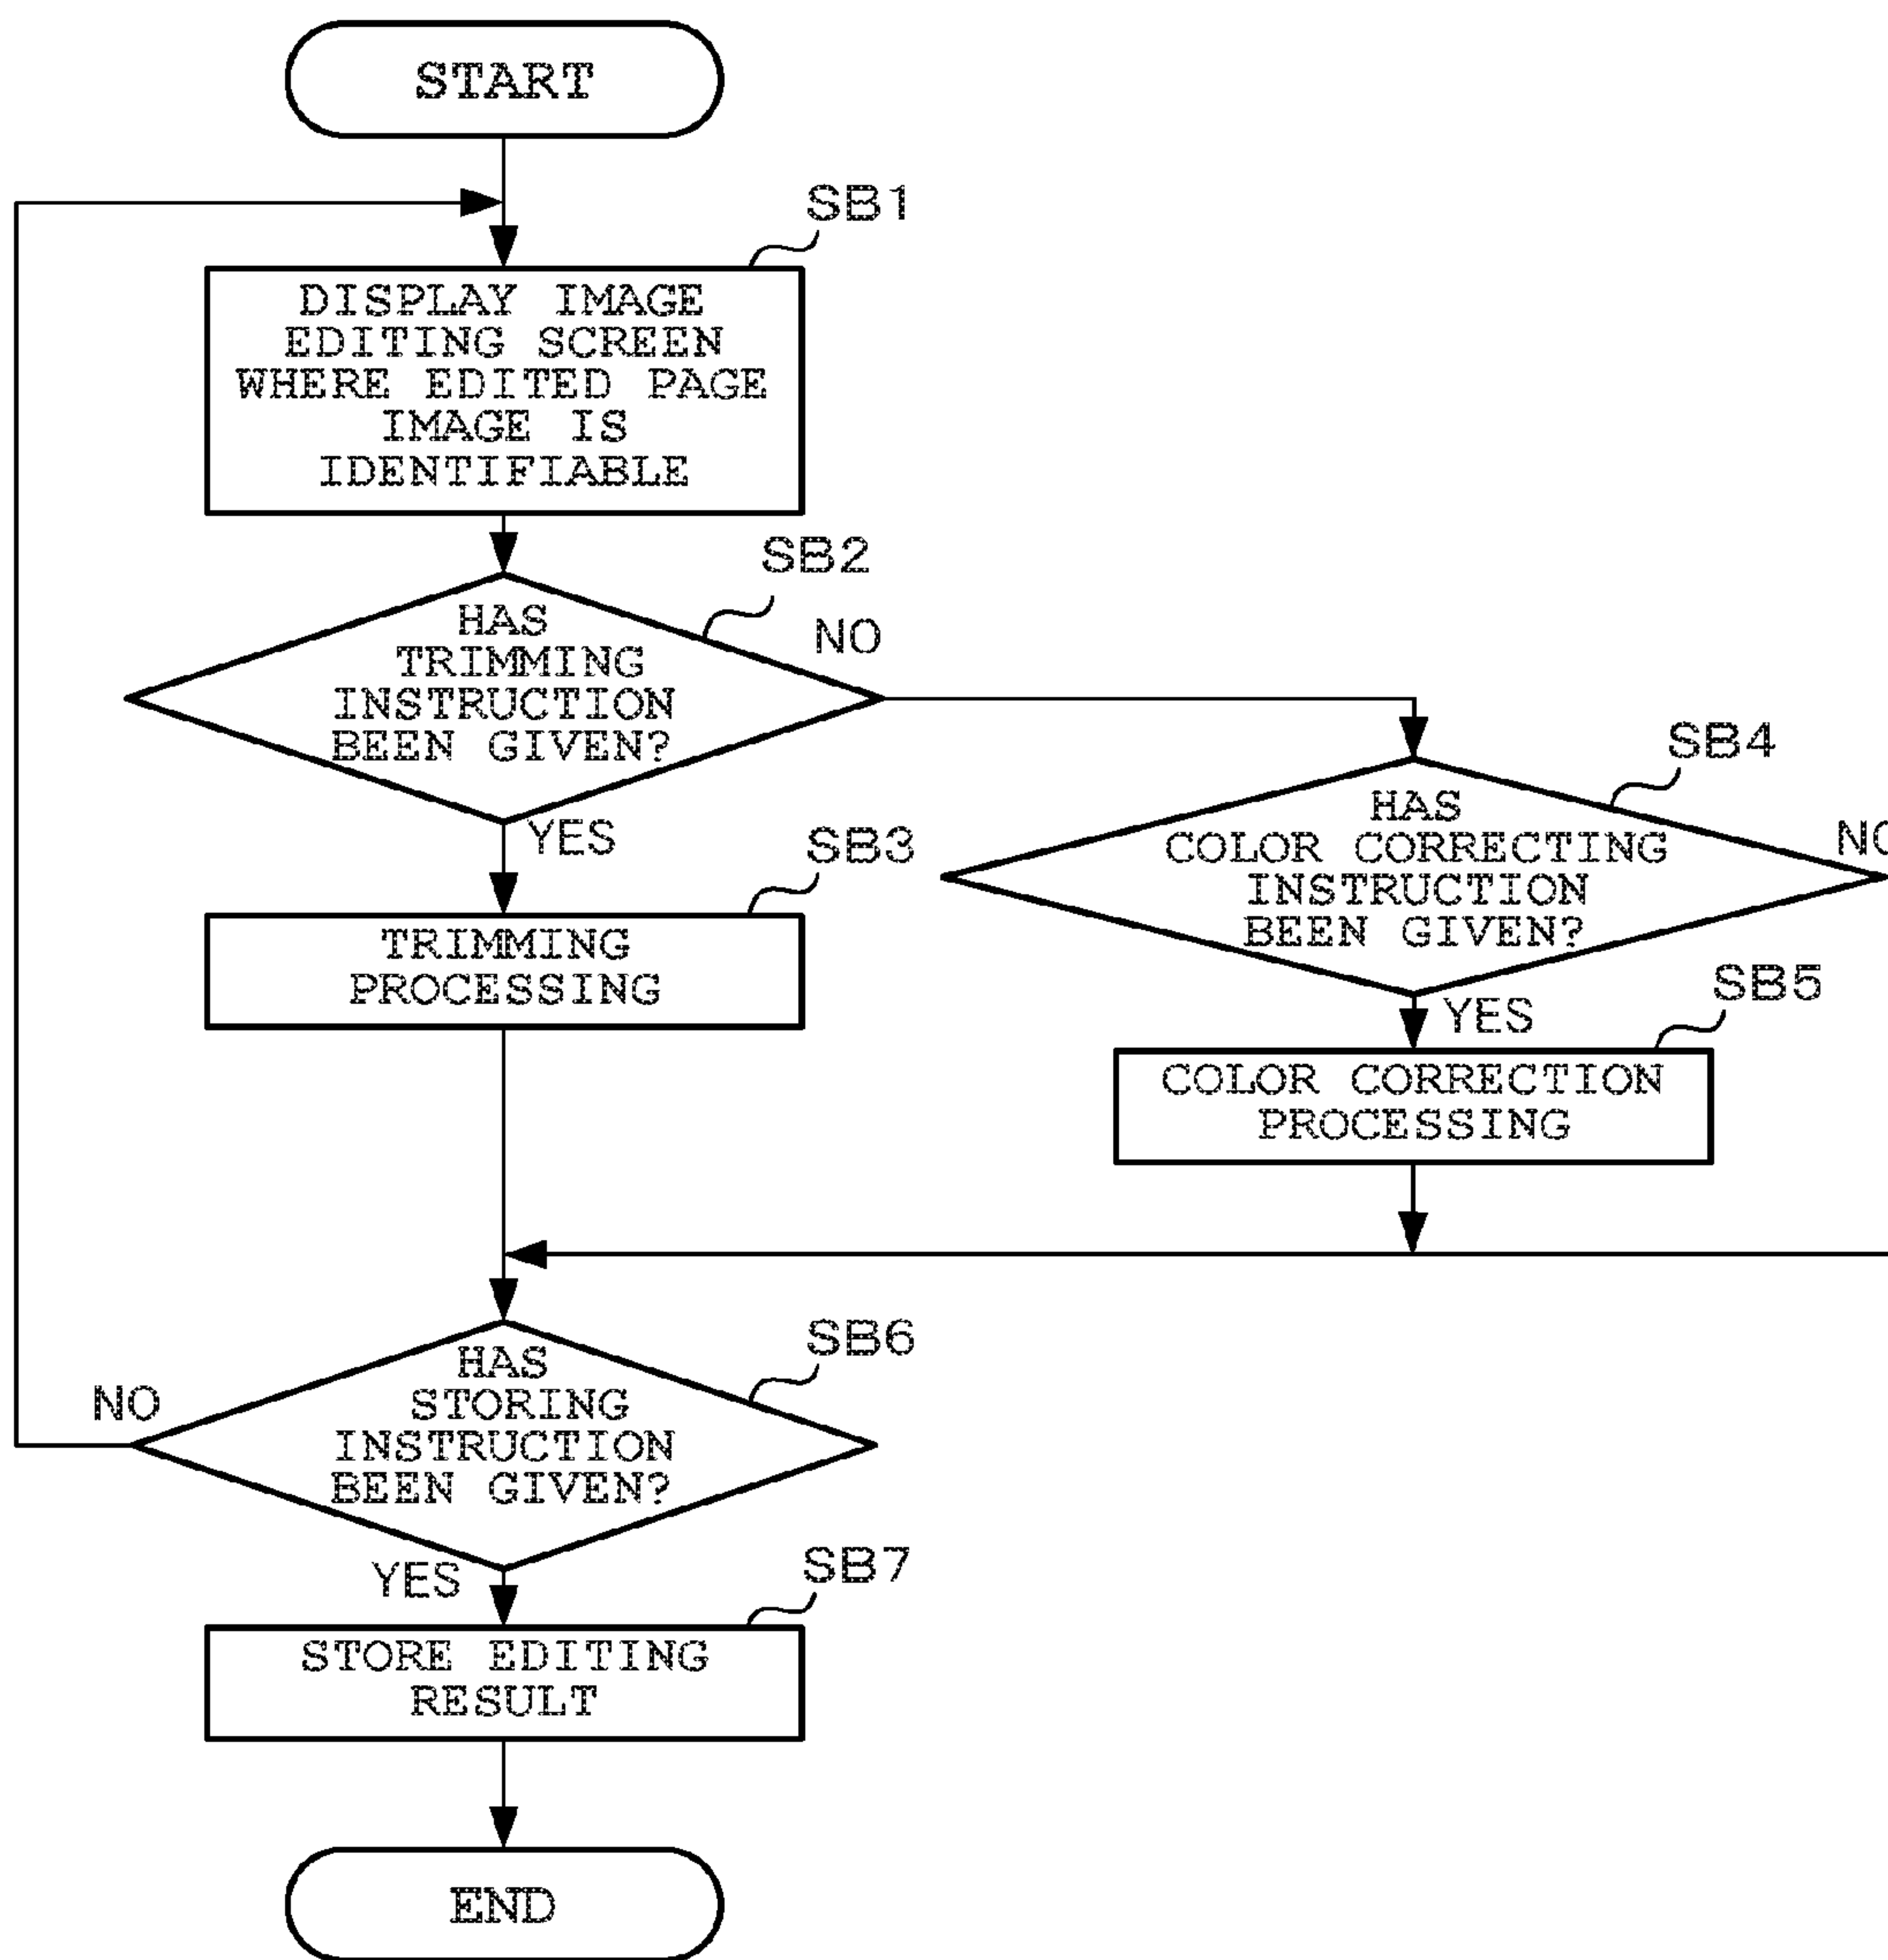 START
SB1
DISPLAY IMAGE
EDITING SCREEN
WHERE EDITED PAGE
IMAGE IS
IDENTIFIABLE
SB2
HAS
TRIMMING
INSTRUCTION
BEEN GIVEN?
NO
YES
SB3
TRIMMING
PROCESSING
SB4
HAS
COLOR CORRECTING
INSTRUCTION
BEEN GIVEN?
NO
YES
SB5
COLOR CORRECTION
PROCESSING
SB6
HAS
STORING
INSTRUCTION
BEEN GIVEN?
NO
YES
SB7
STORE EDITING
RESULT
END